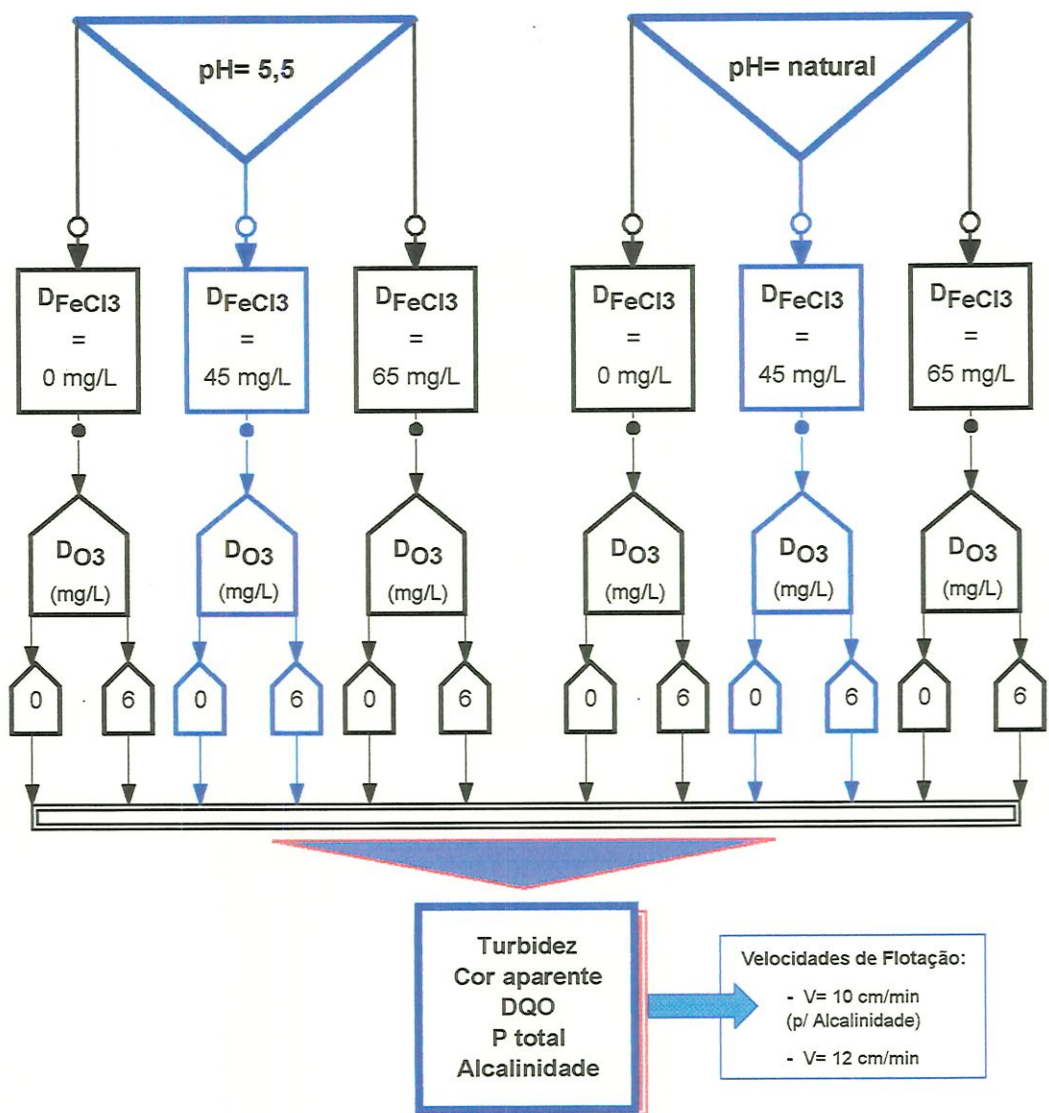 pH= 5,5
pH= natural
DFeCl3
=
0 mg/L
DFeCl3
=
45 mg/L
DFeCl3
=
65 mg/L
DFeCl3
=
0 mg/L
DFeCl3
=
45 mg/L
DFeCl3
=
65 mg/L
DO3
(mg/L)
DO3
(mg/L)
DO3
(mg/L)
DO3
(mg/L)
DO3
(mg/L)
DO3
(mg/L)
0
6
0
6
0
6
0
6
0
6
0
6
Turbidez
Cor aparente
DQO
P total
Alcalinidade
Velocidades de Flotação:
- V= 10 cm/min
(p/ Alcalinidade)
- V= 12 cm/min